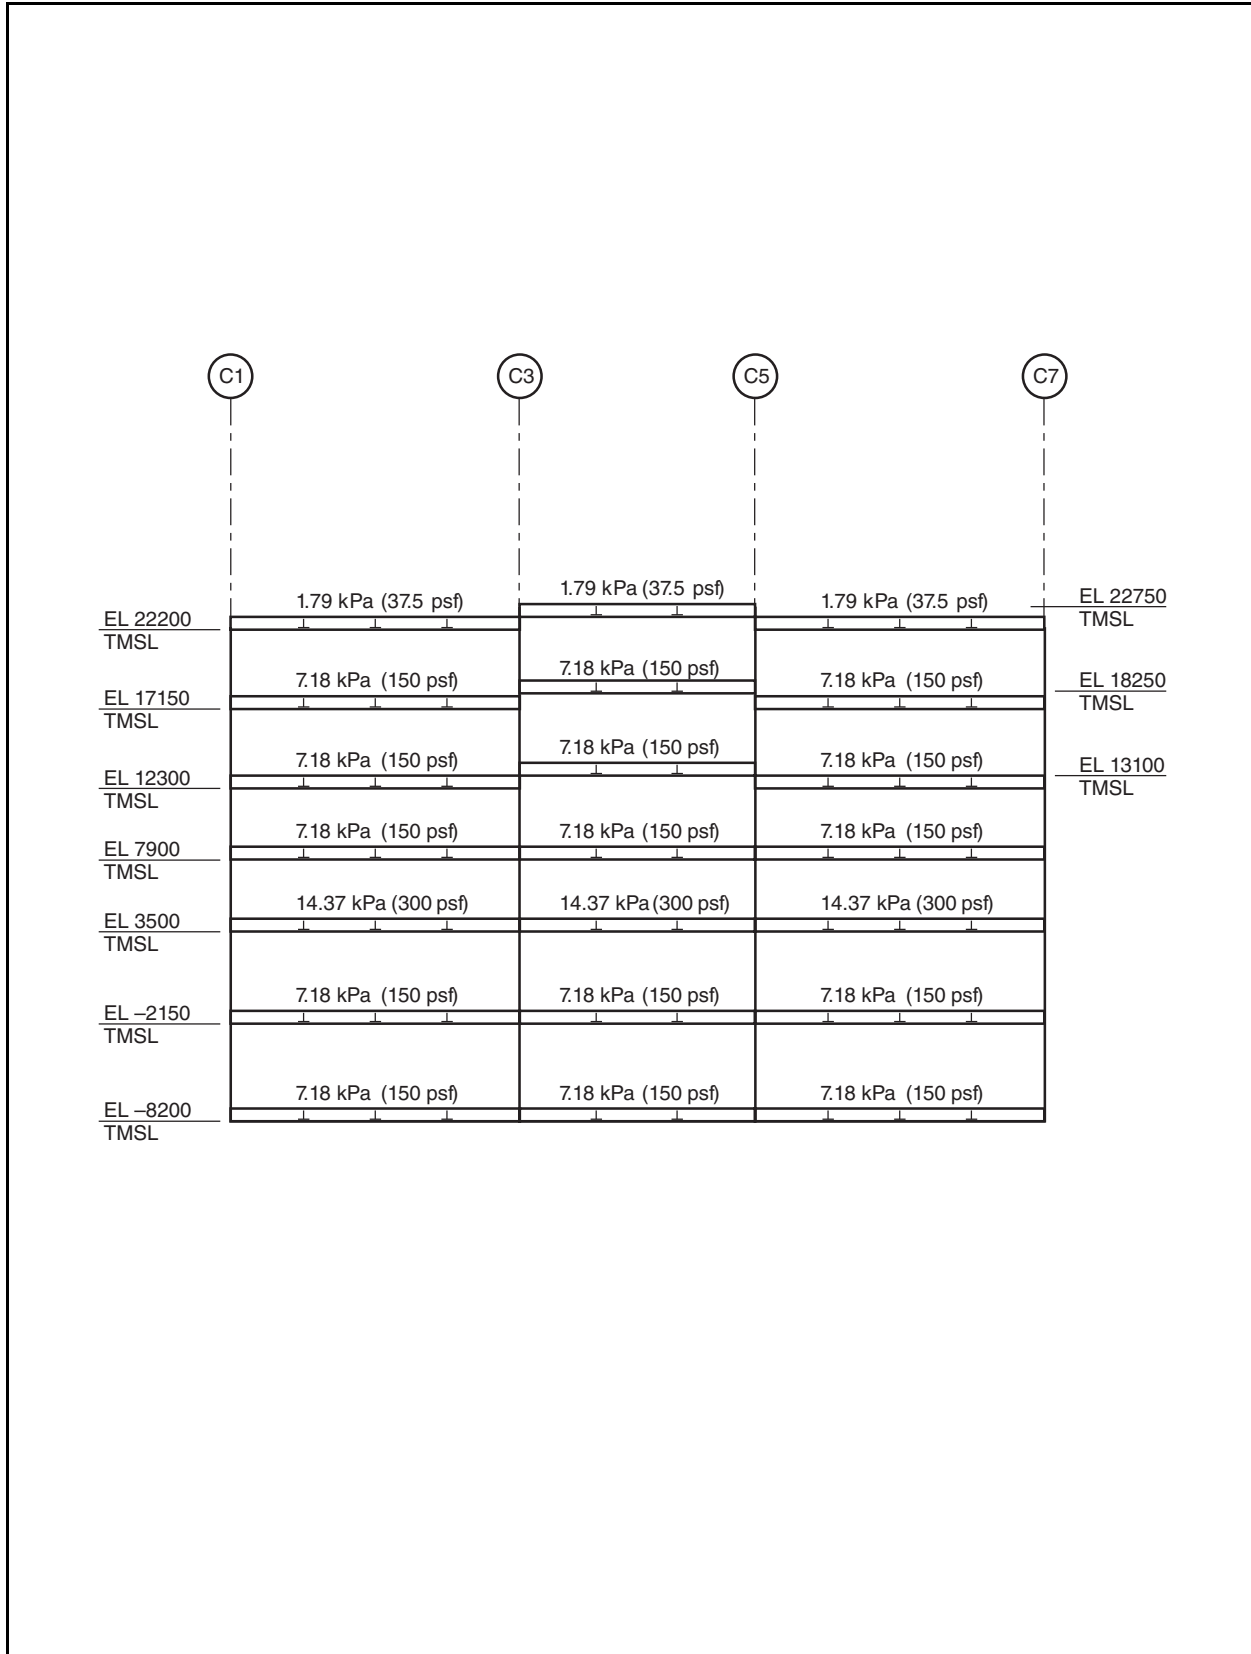 C1 C3 C5 C7
1.79 kPa (37.5 psf) 1.79 kPa (37.5 psf) 1.79 kPa (37.5 psf)
EL 22200
TMSL
EL 22750
TMSL
7.18 kPa (150 psf) 7.18 kPa (150 psf) 7.18 kPa (150 psf)
EL 17150
TMSL
EL 18250
TMSL
7.18 kPa (150 psf) 7.18 kPa (150 psf) 7.18 kPa (150 psf)
EL 12300
TMSL
EL 13100
TMSL
7.18 kPa (150 psf) 7.18 kPa (150 psf) 7.18 kPa (150 psf)
EL 7900
TMSL
14.37 kPa (300 psf) 14.37 kPa (300 psf) 14.37 kPa (300 psf)
EL 3500
TMSL
7.18 kPa (150 psf) 7.18 kPa (150 psf) 7.18 kPa (150 psf)
EL –2150
TMSL
7.18 kPa (150 psf) 7.18 kPa (150 psf) 7.18 kPa (150 psf)
EL –8200
TMSL